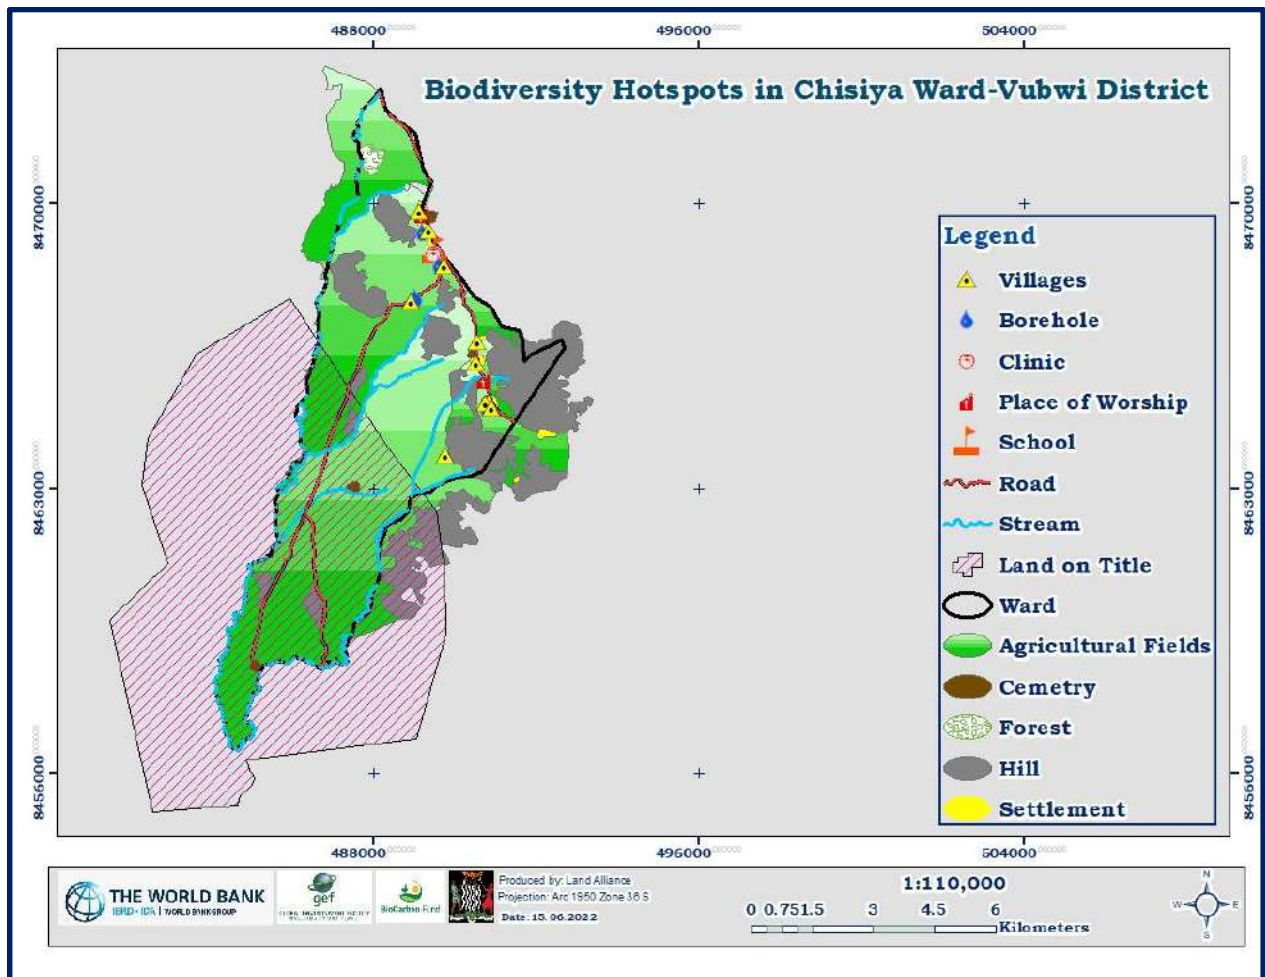 488000 496000 504000
Biodiversity Hotspots in Chisiya Ward-Vubwi District
8470000
8463000
8456000
8470000
8463000
8456000
Legend
Villages
Borehole
Clinic
Place of Worship
School
Road
Stream
Land on Title
Ward
Agricultural Fields
Cemetry
Forest
Hill
Settlement
488000 496000 504000
THE WORLD BANK
IBRD • IDA | WORLD BANK GROUP
gef
BioCarbon Fund
Produced by: Land Alliance
Projection: Arc 1950 Zone 36 S
Date: 15.06.2022
1:110,000
0 0.751.5 3 4.5 6
Kilometers
N
W E
S